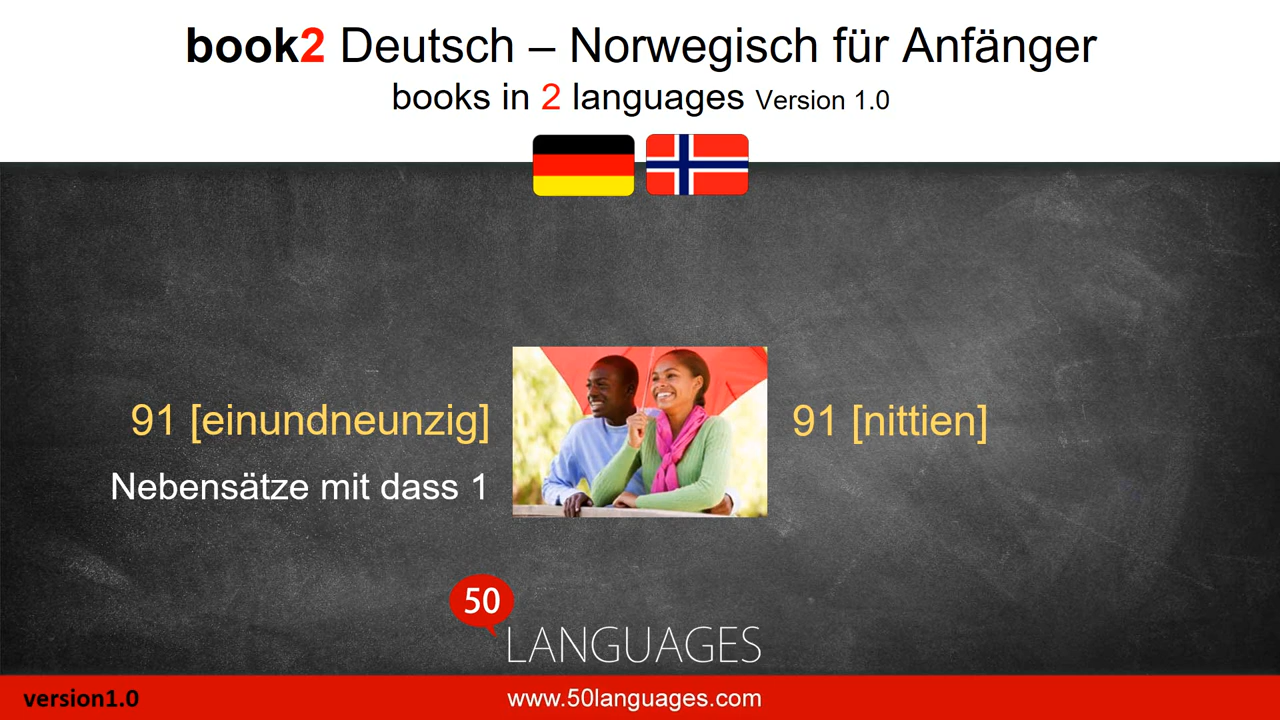 book2 Deutsch – Norwegisch für Anfänger
books in 2 languages Version 1.0
91 [einundneunzig]
Nebensätze mit dass 1
91 [nittien]
50
LANGUAGES
version1.0
www.50languages.com